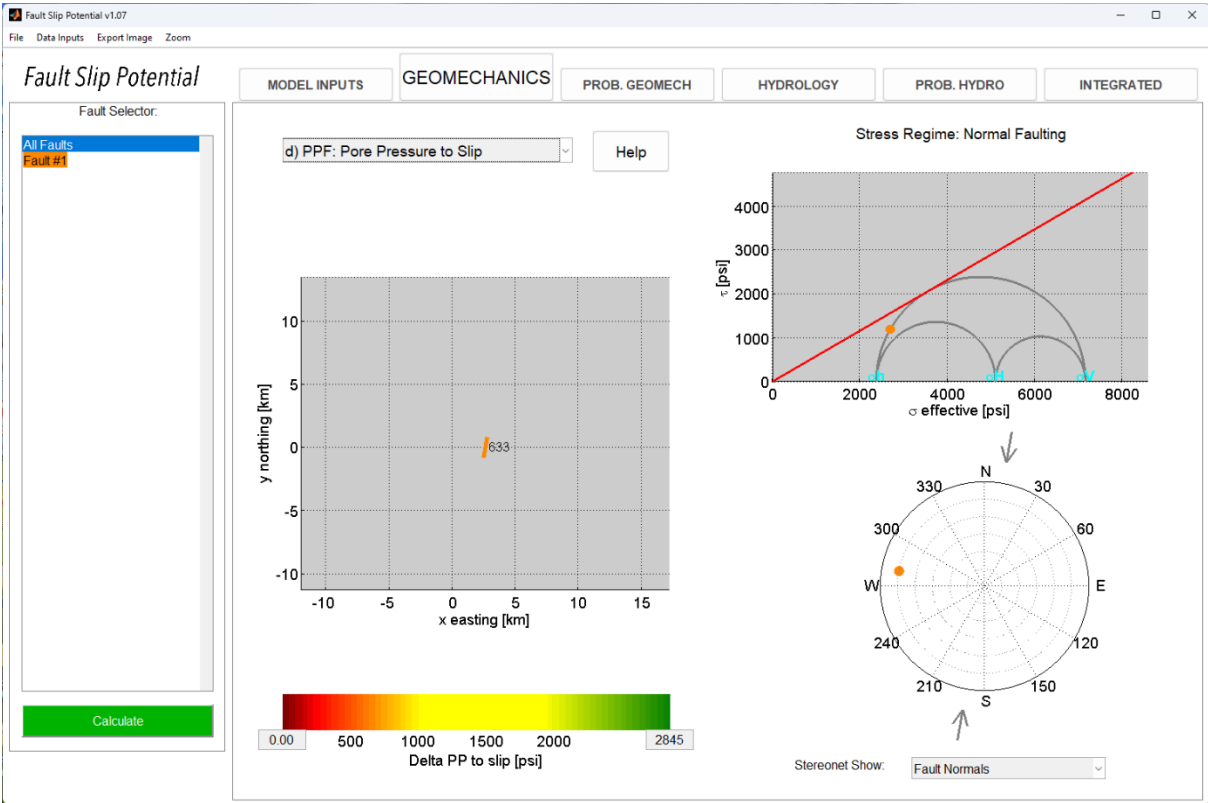 Fault Slip Potential v1.07
File Data Inputs Export Image Zoom
Fault Slip Potential
MODEL INPUTS
GEOMECHANICS
PROB. GEOMECH
HYDROLOGY
PROB. HYDRO
INTEGRATED
Fault Selector:
All Faults
Fault #1
Calculate
d) PPF: Pore Pressure to Slip
Help
10
5
0
-5
-10
y northing [km]
633
-10 -5 0 5 10 15
x easting [km]
0.00 500 1000 1500 2000 2845
Delta PP to slip [psi]
Stress Regime: Normal Faulting
4000
3000
2000
1000
0
τ [psi]
σh σH σV
0 2000 4000 6000 8000
σ effective [psi]
N
330 30
300 60
W E
240 120
210 150
S
Stereonet Show:
Fault Normals